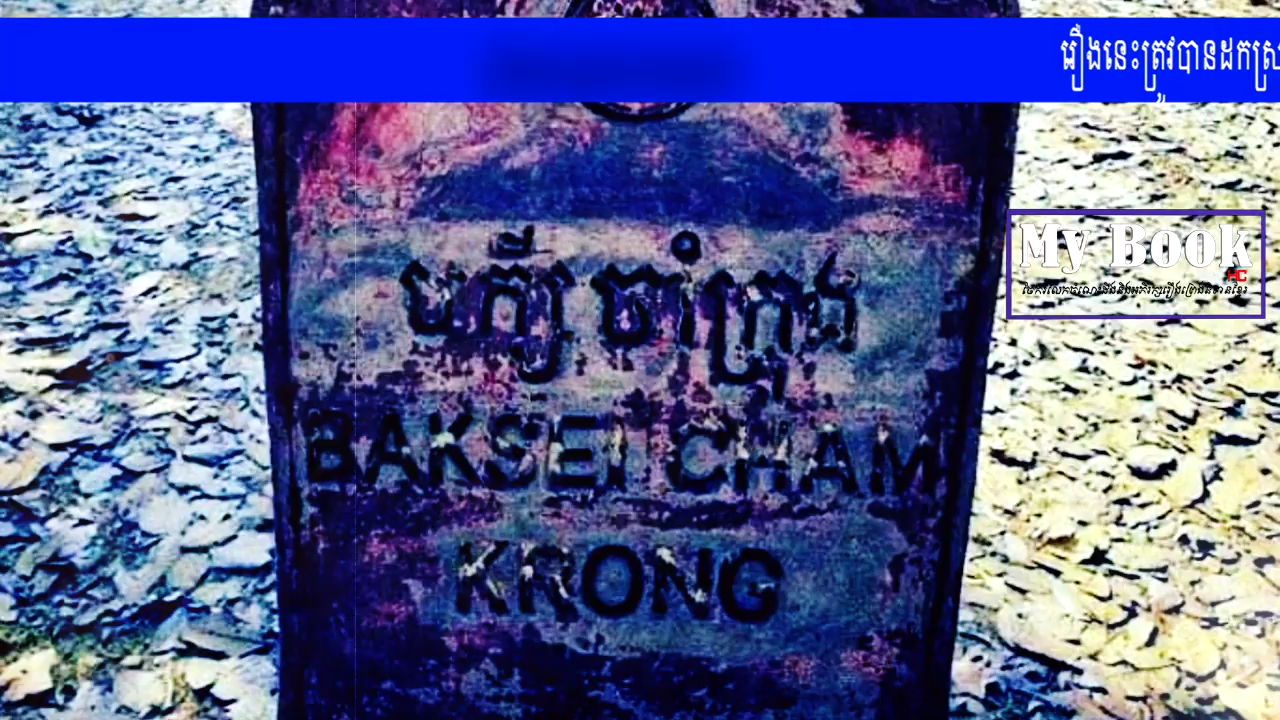 រឿងនេះត្រូវបានដកស្រ
បក្សី ចាំក្រុង
BAKSEI CHAM
KRONG
My Book
HC